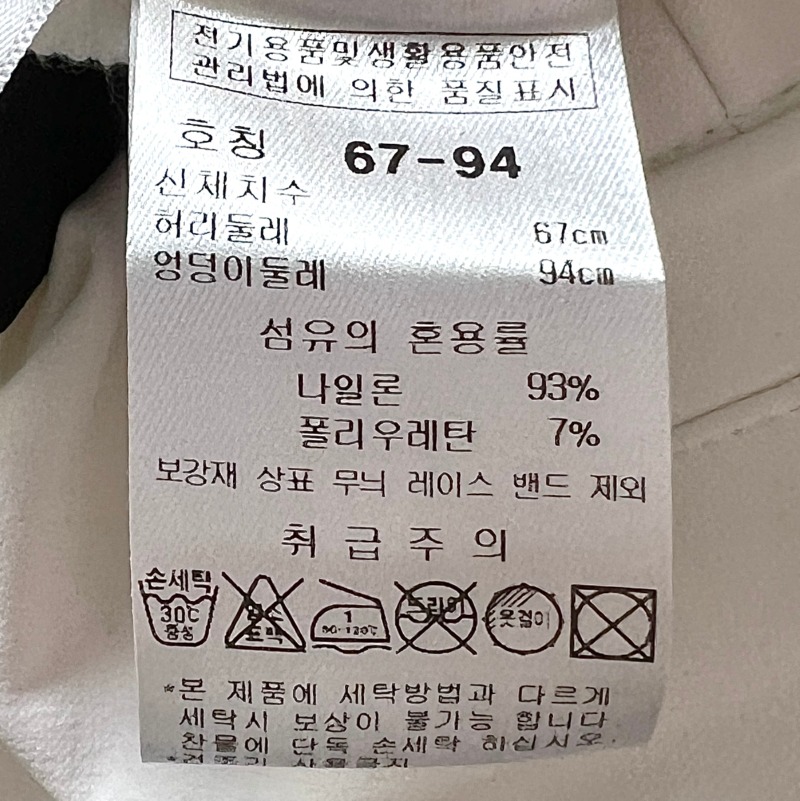 전기용품및생활용품안전
관리법에 의한 품질표시
호칭 67-94
신체치수
허리둘레 67cm
엉덩이둘레 94cm
섬유의 혼용률
나일론 93%
폴리우레탄 7%
보강재 상표 무늬 레이스 밴드 제외
취급주의
손세탁
30℃
중성
염소
표백
1
80-120℃
드라이
옷걸이
*본 제품에 세탁방법과 다르게
세탁시 보상이 불가능 합니다
찬물에 단독 손세탁 하십시오.